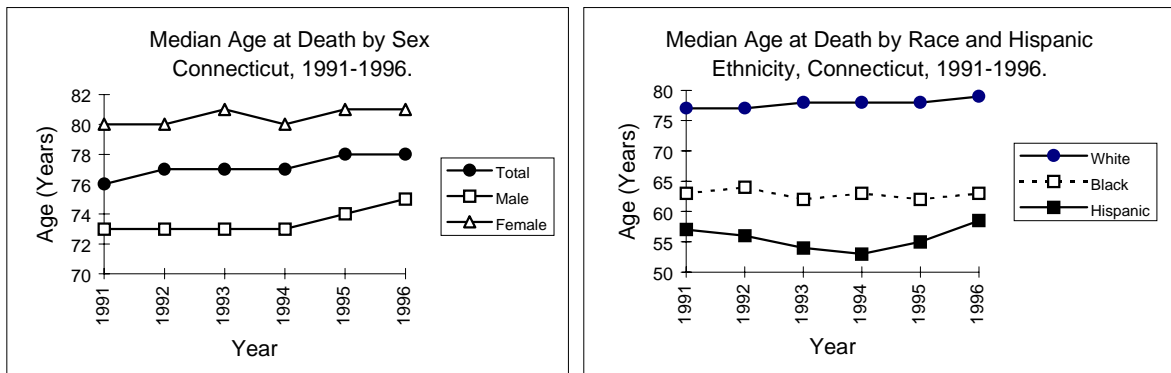 Median Age at Death by Sex
Connecticut, 1991-1996.
82
80
78
76
74
72
70
Age (Years)
1991
1992
1993
1994
1995
1996
Year
Total
Male
Female
Median Age at Death by Race and Hispanic
Ethnicity, Connecticut, 1991-1996.
80
75
70
65
60
55
50
Age (Years)
1991
1992
1993
1994
1995
1996
Year
White
Black
Hispanic